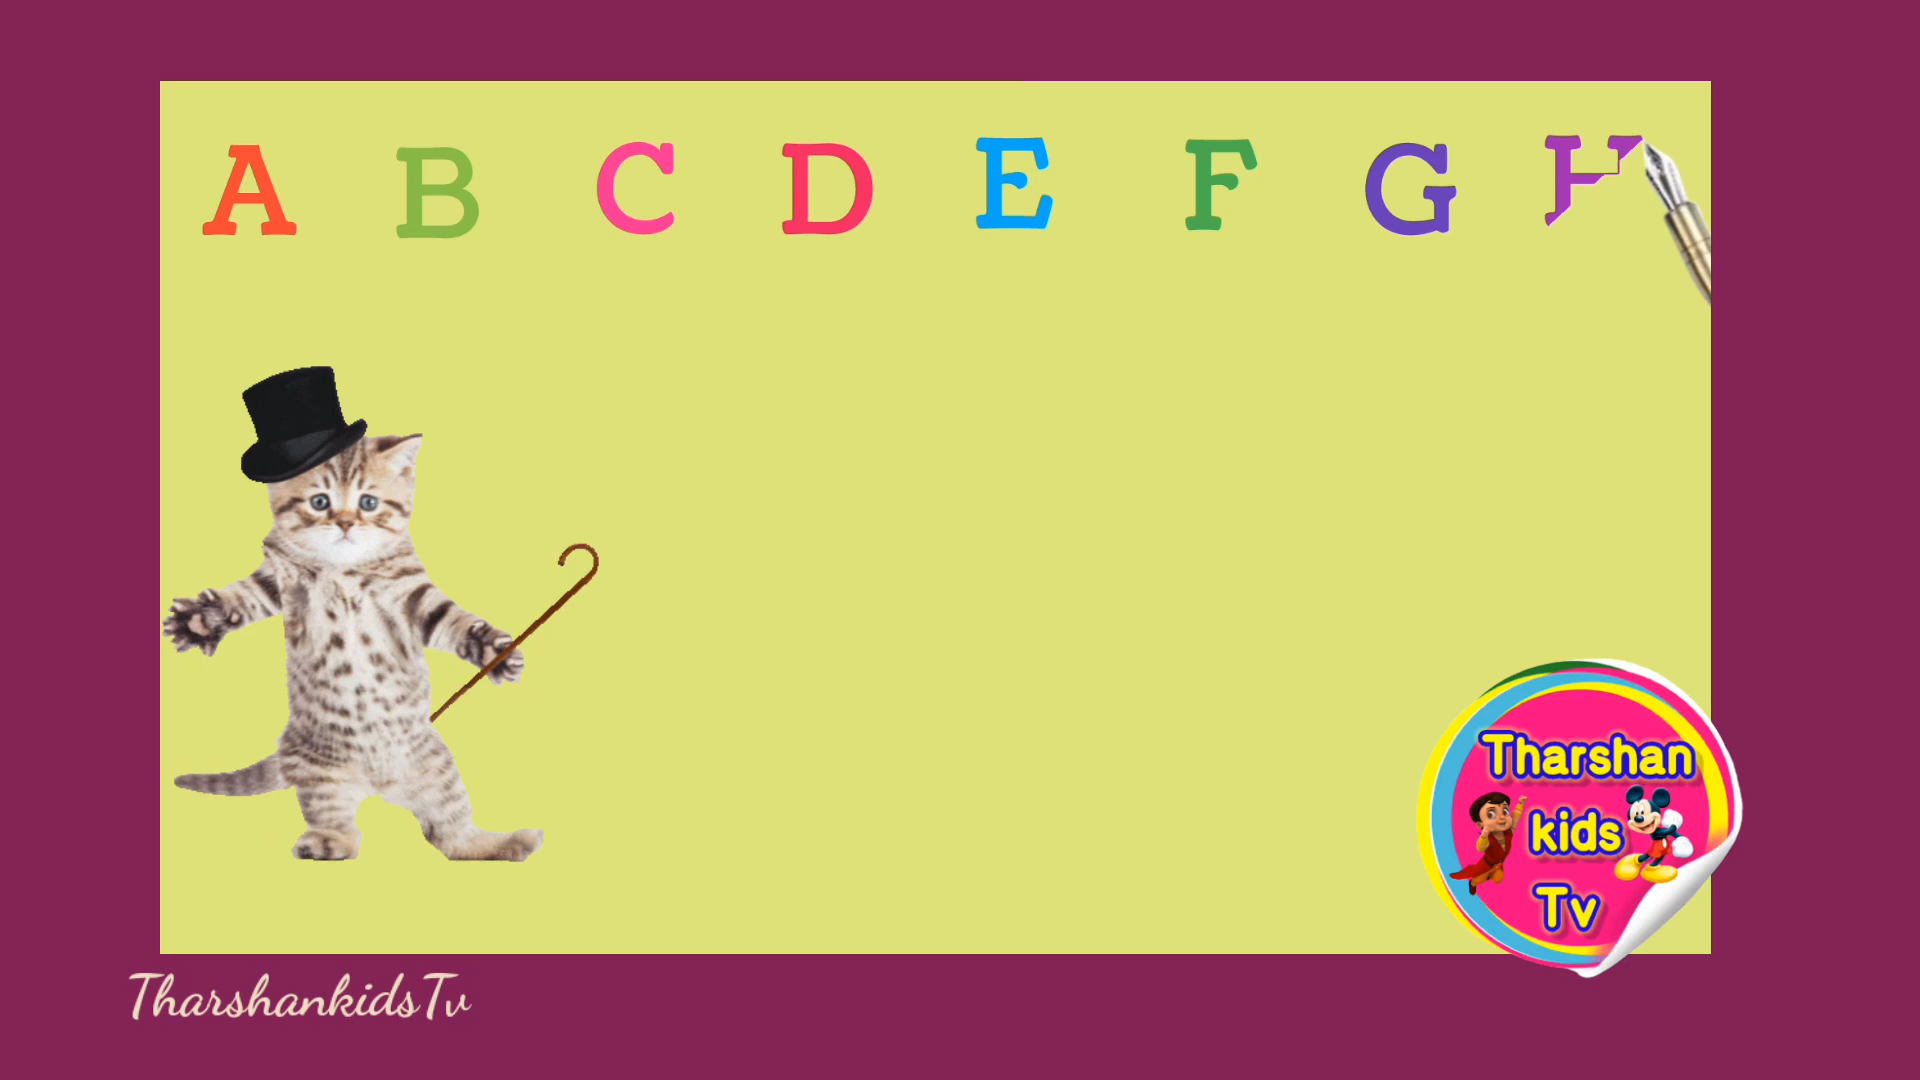 A B C D E F G H
Tharshan
kids
Tv
TharshankidsTv